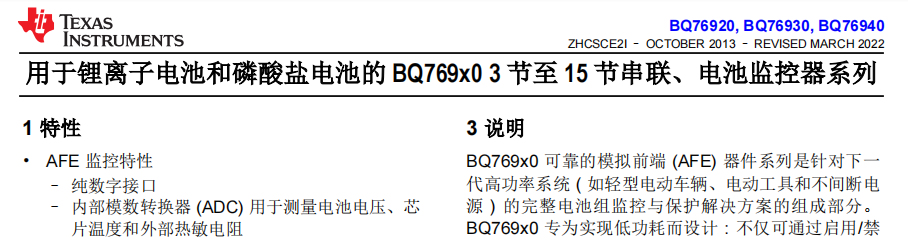 TEXAS
INSTRUMENTS
BQ76920, BQ76930, BQ76940
ZHCSCE2I – OCTOBER 2013 – REVISED MARCH 2022
用于锂离子电池和磷酸盐电池的 BQ769x0 3 节至 15 节串联、电池监控器系列
1 特性
• AFE 监控特性
– 纯数字接口
– 内部模数转换器 (ADC) 用于测量电池电压、芯
片温度和外部热敏电阻
3 说明
BQ769x0 可靠的模拟前端 (AFE) 器件系列是针对下一
代高功率系统（如轻型电动车辆、电动工具和不间断电
源）的完整电池组监控与保护解决方案的组成部分。
BQ769x0 专为实现低功耗而设计：不仅可通过启用/禁